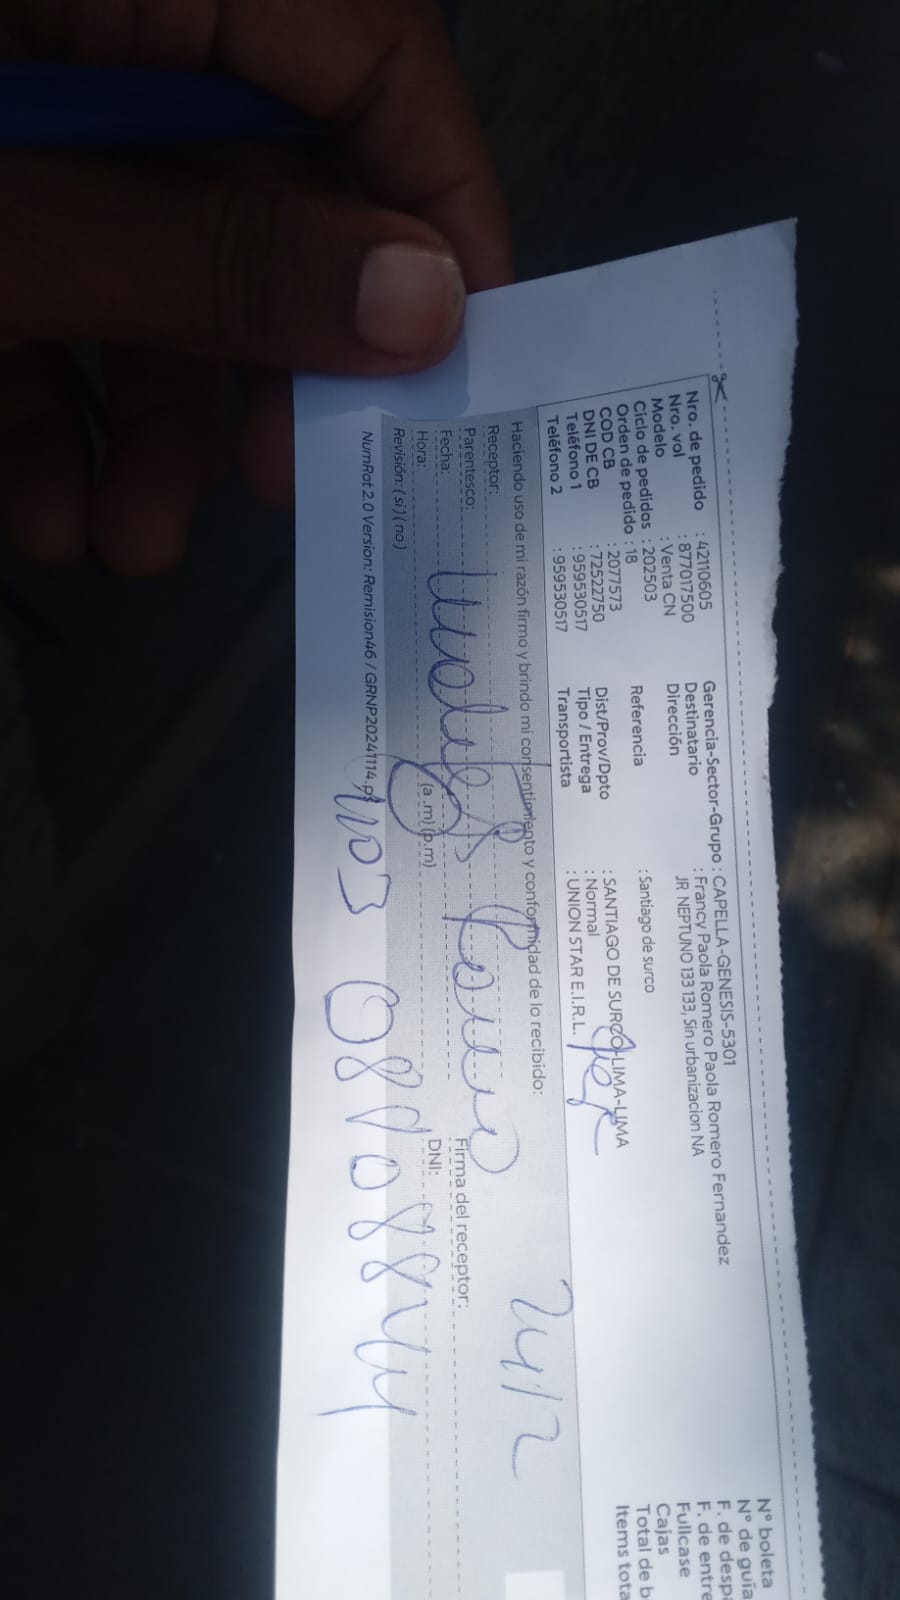 Nro. de pedido : 42110605
Nro. vol : 877017500
Modelo : Venta CN
Ciclo de pedidos : 202503
Orden de pedido : 18
COD CB : 2077573
DNI DE CB : 72522750
Teléfono 1 : 959530517
Teléfono 2 : 959530517
Gerencia-Sector-Grupo : CAPELLA-GENESIS-5301
Destinatario : Francy Paola Romero Paola Romero Fernandez
Dirección JR NEPTUNO 133 133, Sin urbanizacion NA
Referencia : Santiago de surco
Dist/Prov/Dpto : SANTIAGO DE SURCO-LIMA-LIMA
Tipo / Entrega : Normal
Transportista : UNION STAR E.I.R.L.
N° boleta
N° de guía
F. de desp
F. de entre
Fullcase
Cajas
Total de b
Items tota
Haciendo uso de mi razón firmo y brindo mi consentimiento y conformidad de lo recibido:
Receptor:
Parentesco:
Fecha:
Hora: (a .m) (p.m)
Firma del receptor:
DNI:
Revisión: ( si ) ( no )
NumRot 2.0 Version: Remision46 / GRNP20241114.p